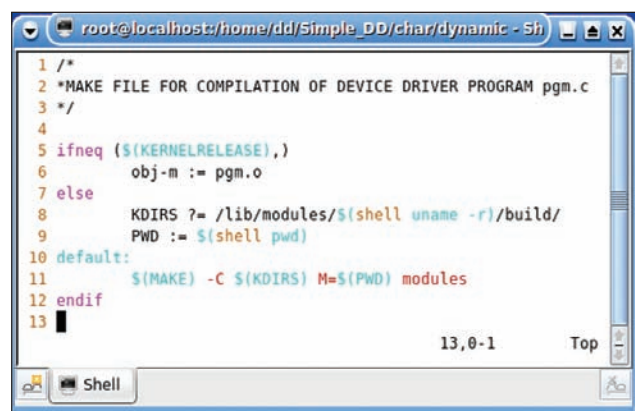 root@localhost:/home/dd/Simple_DD/char/dynamic - Sh
1 /*
2 *MAKE FILE FOR COMPILATION OF DEVICE DRIVER PROGRAM pgm.c
3 */
4
5 ifneq ($(KERNELRELEASE),)
6 obj-m := pgm.o
7 else
8 KDIRS ?= /lib/modules/$(shell uname -r)/build/
9 PWD := $(shell pwd)
10 default:
11 $(MAKE) -C $(KDIRS) M=$(PWD) modules
12 endif
13
13,0-1 Top
Shell